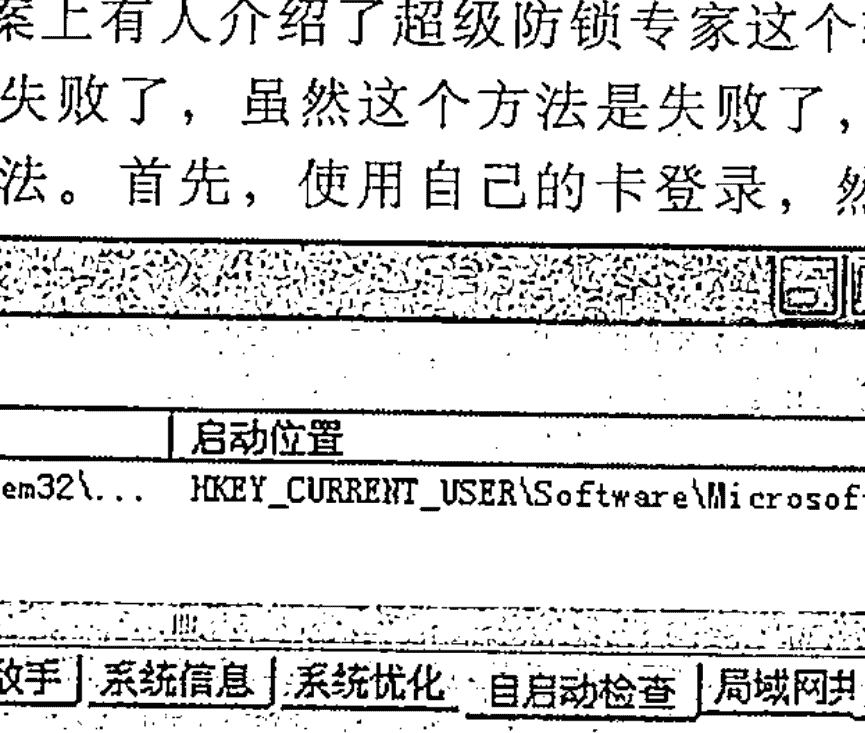 案上有人介绍了超级防锁专家这个
失败了，虽然这个方法是失败了，
法。首先，使用自己的卡登录，然
启动位置
em32\... HKEY_CURRENT_USER\Software\Microsof
敌手 系统信息 系统优化 自启动检查 局域网共